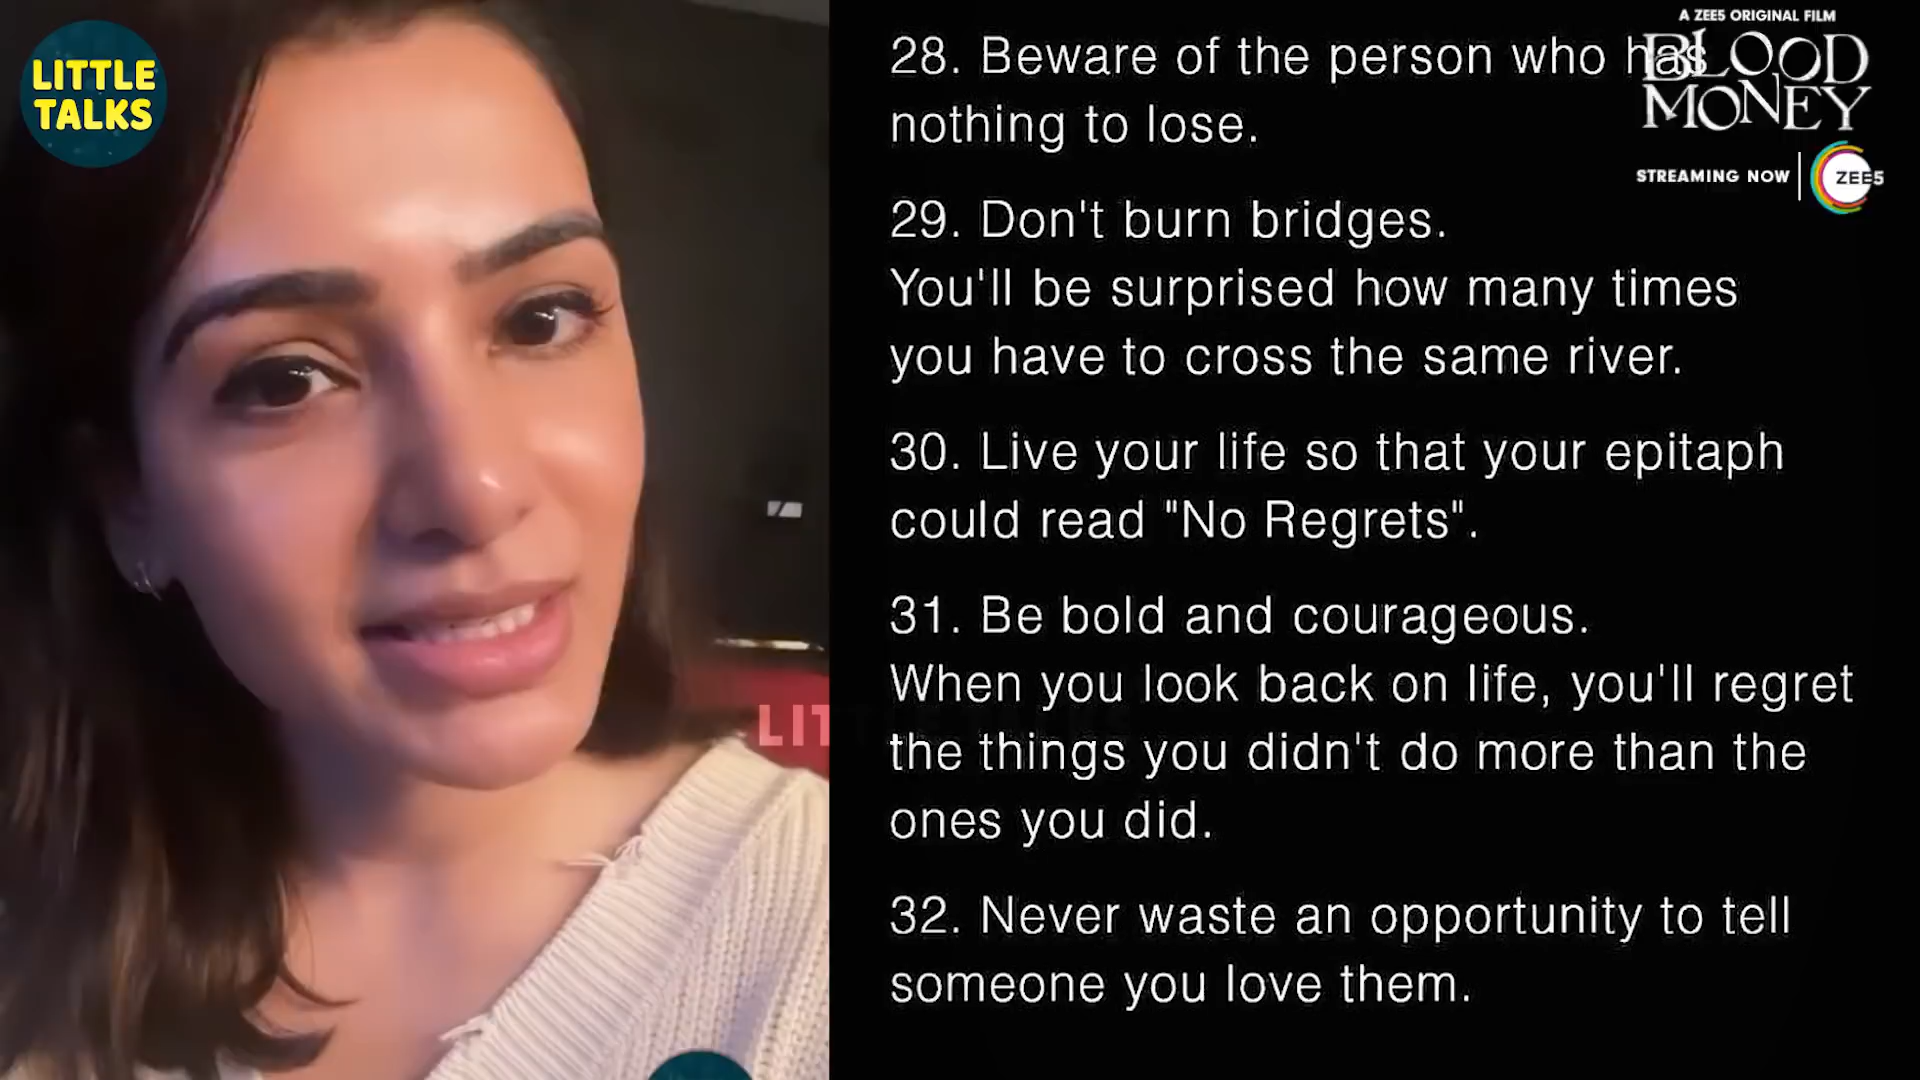 LITTLE
TALKS
A ZEE5 ORIGINAL FILM
BLOOD
MONEY
STREAMING NOW
ZEE5
28. Beware of the person who has
nothing to lose.
29. Don't burn bridges.
You'll be surprised how many times
you have to cross the same river.
30. Live your life so that your epitaph
could read "No Regrets".
31. Be bold and courageous.
When you look back on life, you'll regret
the things you didn't do more than the
ones you did.
32. Never waste an opportunity to tell
someone you love them.